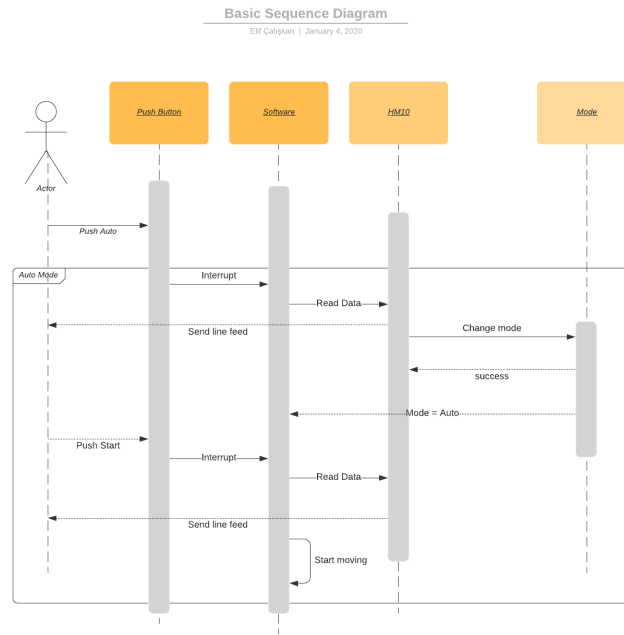 Basic Sequence Diagram
Elif Çalışkan | January 4, 2020
Push Button
Software
HM10
Mode
Actor
Push Auto
Auto Mode
Interrupt
Read Data
Send line feed
Change mode
success
Mode = Auto
Push Start
Interrupt
Read Data
Send line feed
Start moving